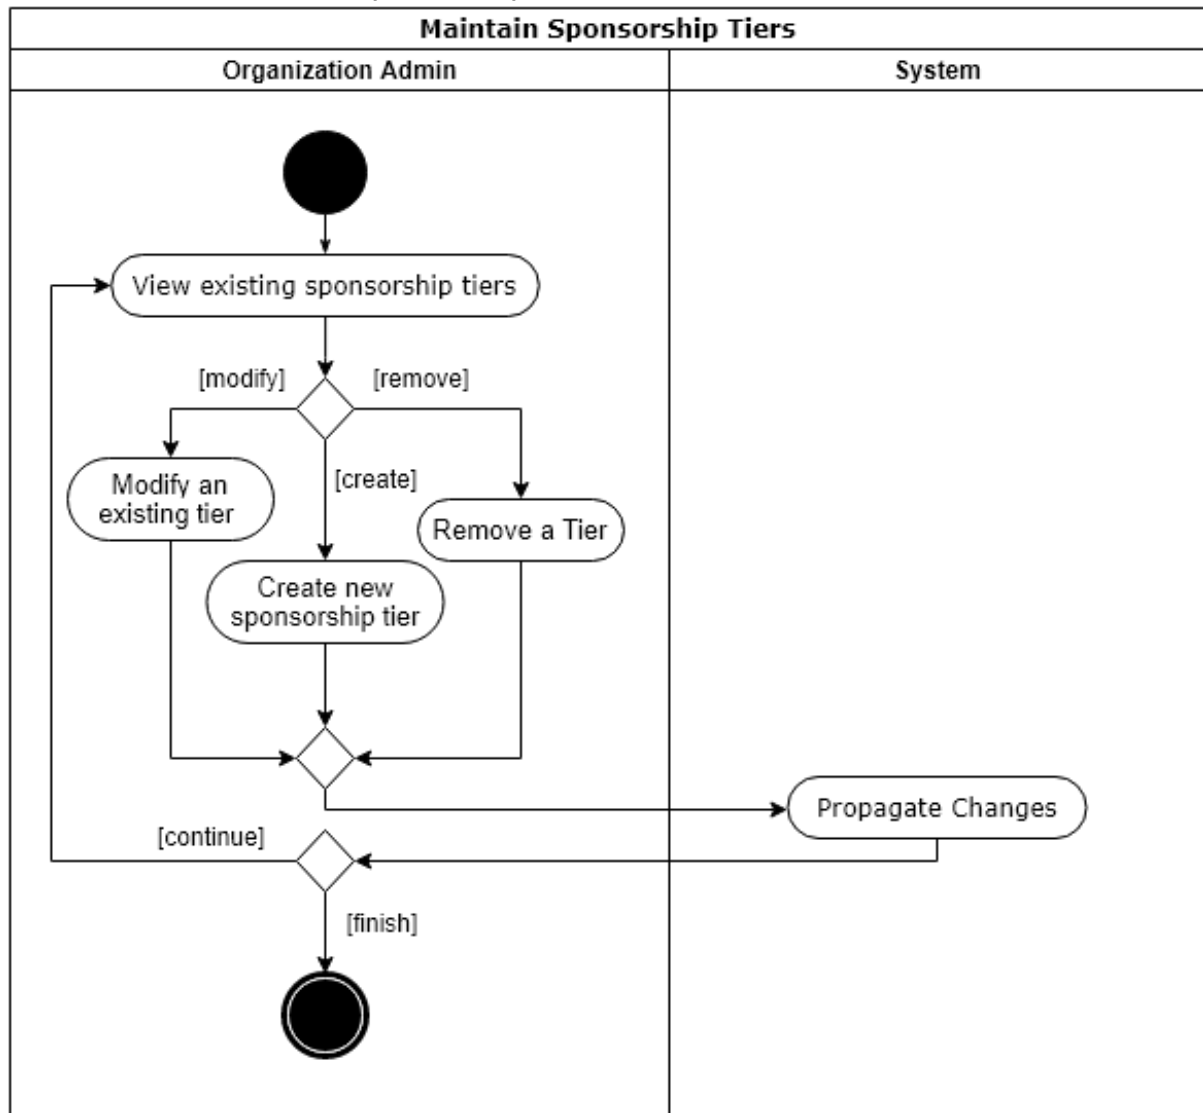 Maintain Sponsorship Tiers
Organization Admin
System
View existing sponsorship tiers
[modify]
[remove]
[create]
Modify an
existing tier
Remove a Tier
Create new
sponsorship tier
Propagate Changes
[continue]
[finish]